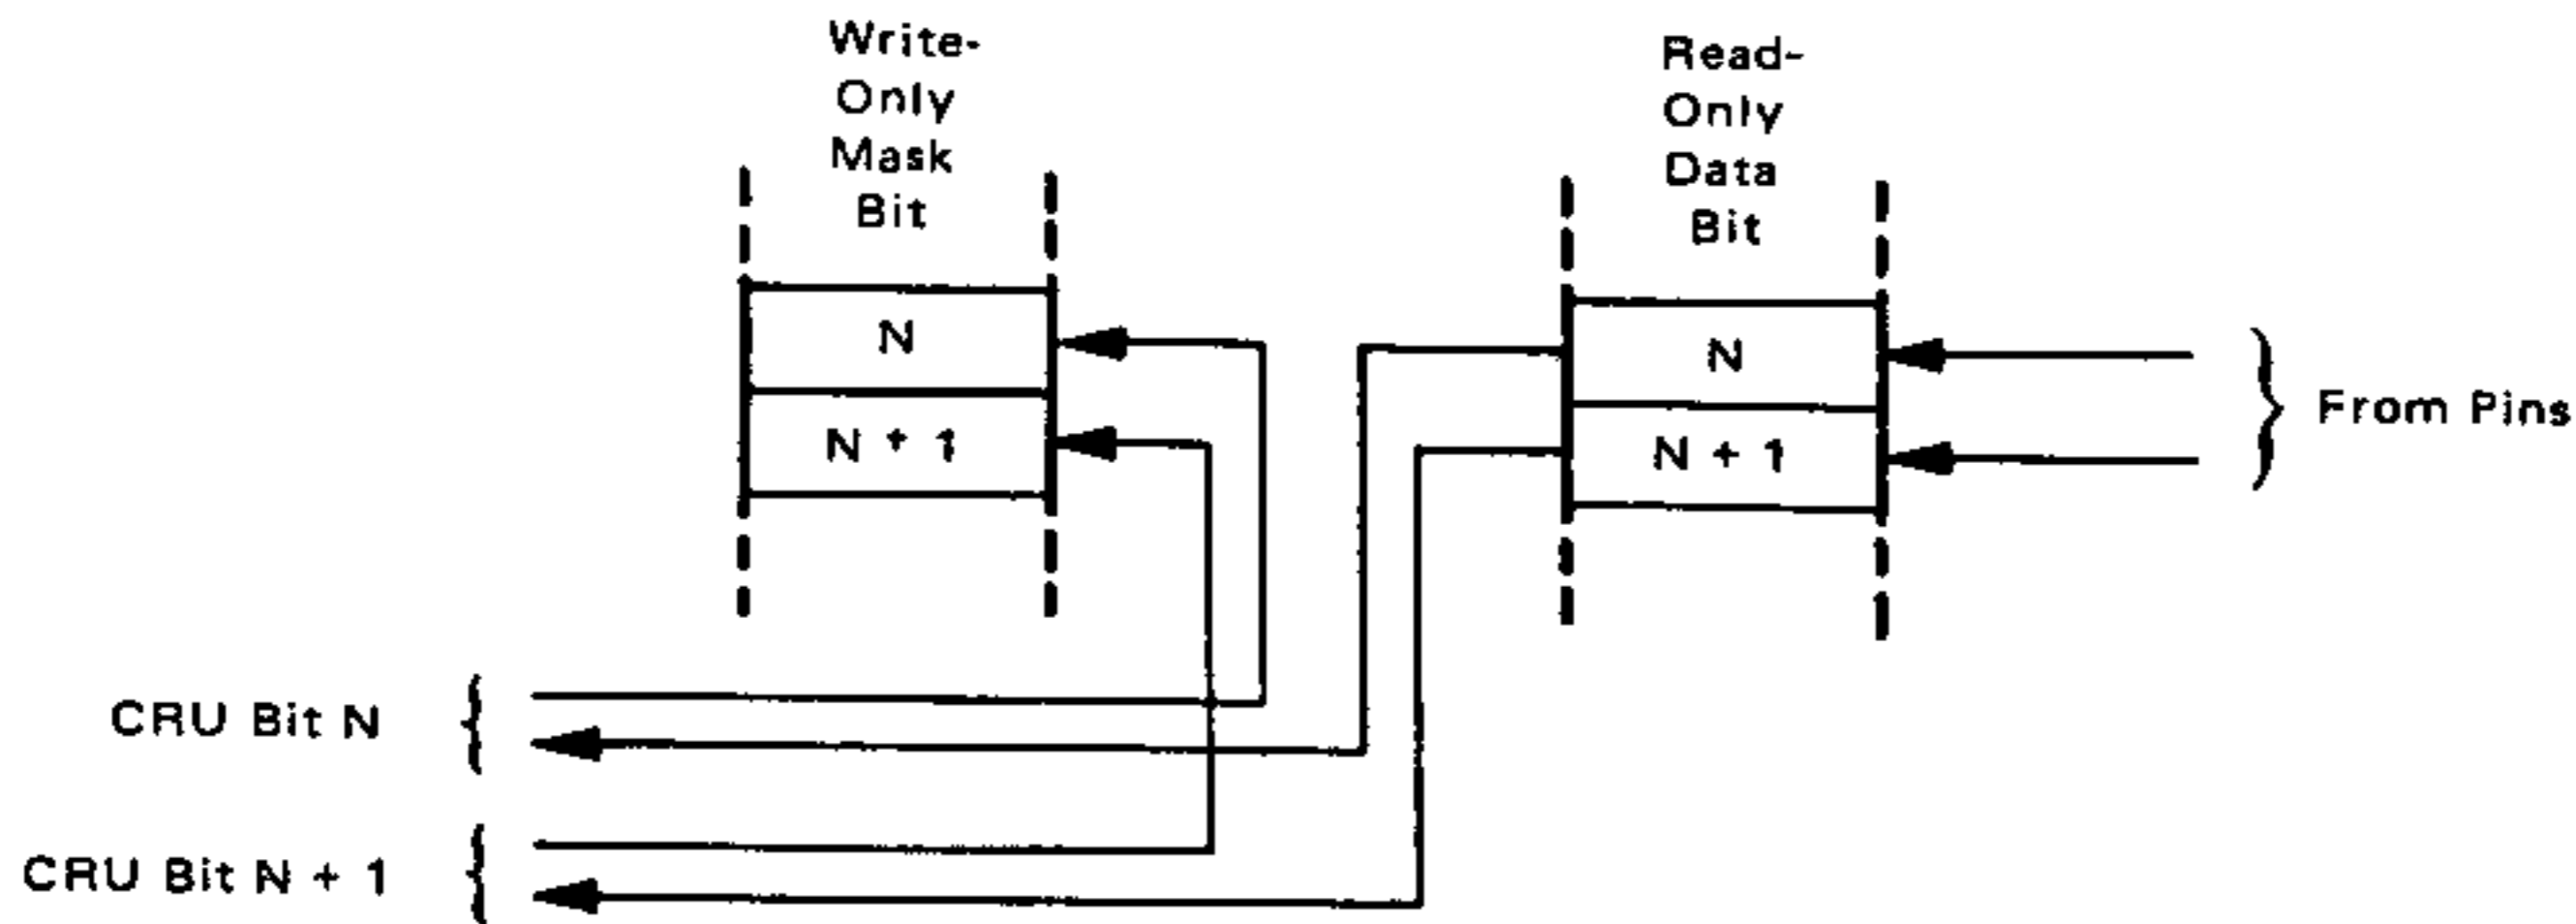 Write-
Only
Mask
Bit
Read-
Only
Data
Bit
N
N + 1
N
N + 1
From Pins
CRU Bit N
CRU Bit N + 1